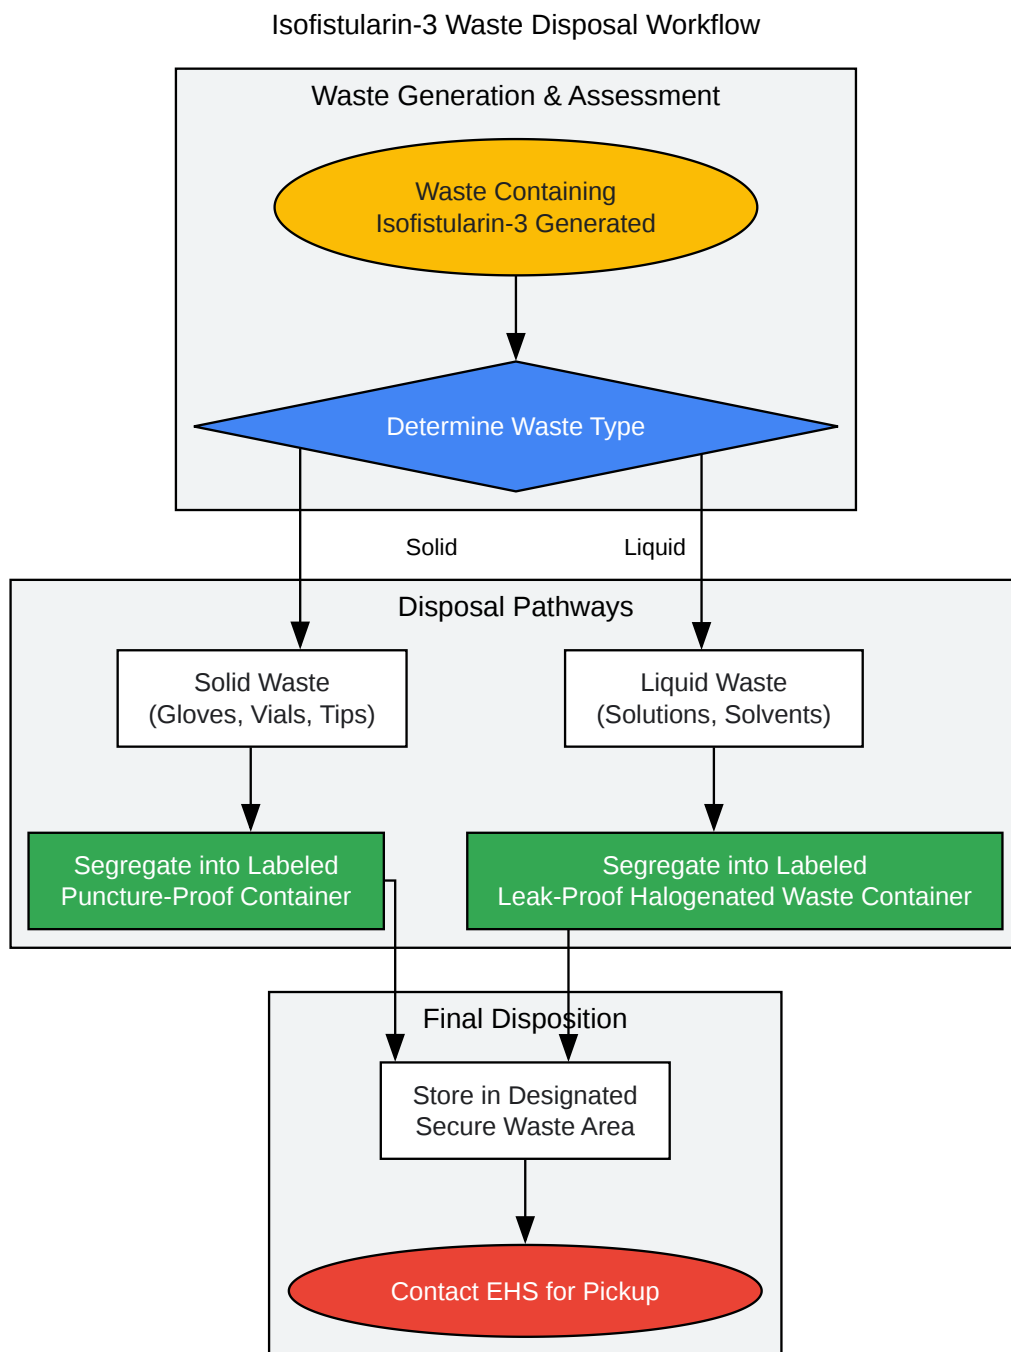 Isofistularin-3 Waste Disposal Workflow
Waste Generation & Assessment
Waste Containing
Isofistularin-3 Generated
Determine Waste Type
Solid
Liquid
Disposal Pathways
Solid Waste
(Gloves, Vials, Tips)
Liquid Waste
(Solutions, Solvents)
Segregate into Labeled
Puncture-Proof Container
Segregate into Labeled
Leak-Proof Halogenated Waste Container
Final Disposition
Store in Designated
Secure Waste Area
Contact EHS for Pickup